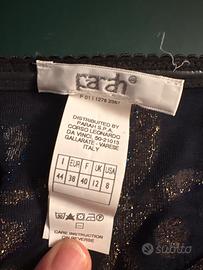 parah®
DISTRIBUTED BY
PARAH S.P.A.
CORSO LEONARDO
DA VINCI, 50-21013
GALLARATE - VARESE
ITALY
I EUR F UK USA
44 38 40 12 8
CARE INSTRUCTION
ON REVERSE
subito